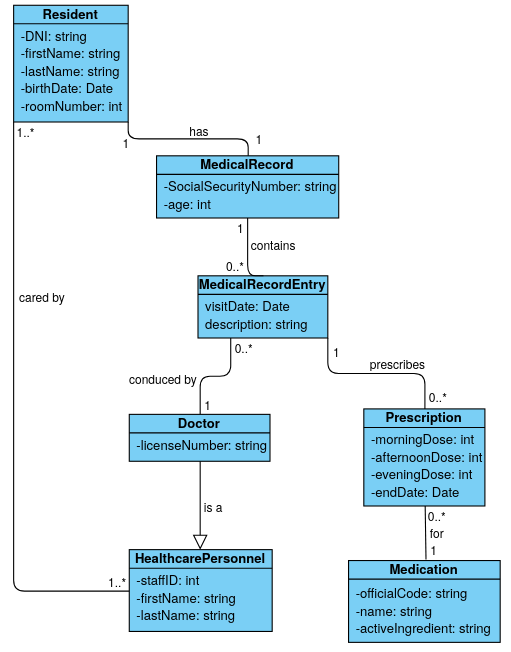 Resident
-DNI: string
-firstName: string
-lastName: string
-birthDate: Date
-roomNumber: int
1..*
1
has
1
MedicalRecord
-SocialSecurityNumber: string
-age: int
1
contains
0..*
MedicalRecordEntry
visitDate: Date
description: string
cared by
0..*
1
prescribes
conduced by
1
0..*
Doctor
-licenseNumber: string
Prescription
-morningDose: int
-afternoonDose: int
-eveningDose: int
-endDate: Date
is a
0..*
for
1
HealthcarePersonnel
-staffID: int
-firstName: string
-lastName: string
1..*
Medication
-officialCode: string
-name: string
-activeIngredient: string